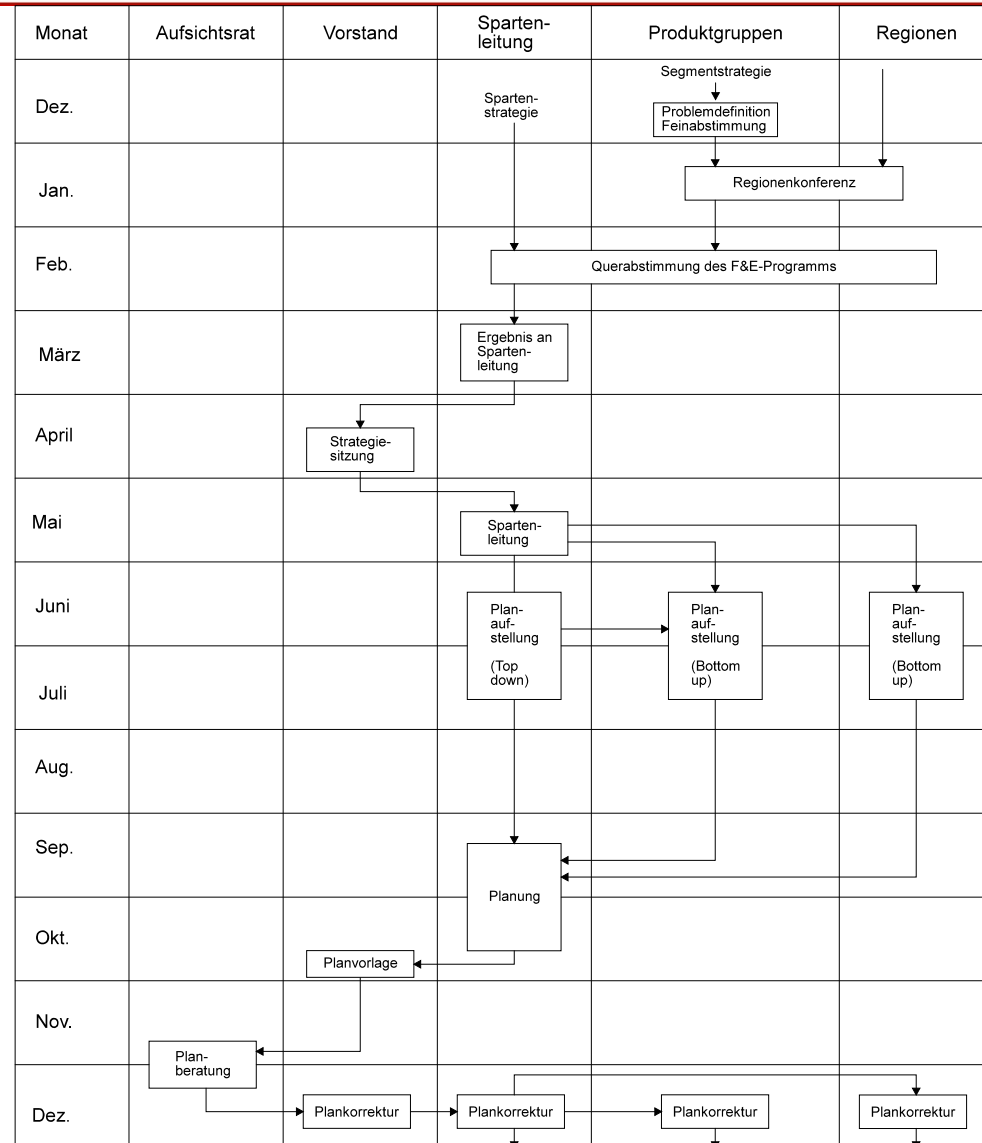 Monat
Aufsichtsrat
Vorstand
Sparten-
leitung
Produktgruppen
Regionen
Dez.
Sparten-
strategie
Segmentstrategie
Problemdefinition
Feinabstimmung
Jan.
Regionenkonferenz
Feb.
Querabstimmung des F&E-Programms
März
Ergebnis an
Sparten-
leitung
April
Strategie-
sitzung
Mai
Sparten-
leitung
Juni
Plan-
auf-
stellung
(Top
down)
Plan-
auf-
stellung
(Bottom
up)
Plan-
auf-
stellung
(Bottom
up)
Juli
Aug.
Sep.
Planung
Okt.
Planvorlage
Nov.
Plan-
beratung
Dez.
Plankorrektur
Plankorrektur
Plankorrektur
Plankorrektur